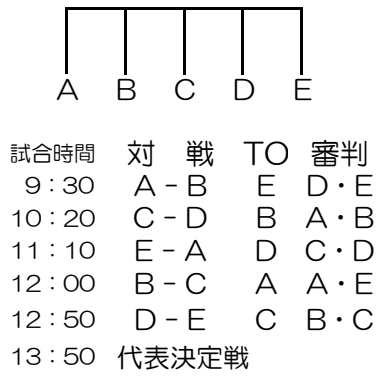 A B C D E
試合時間 対 戦 TO 審判
9：30 A－B E D・E
10：20 C－D B A・B
11：10 E－A D C・D
12：00 B－C A A・E
12：50 D－E C B・C
13：50 代表決定戦